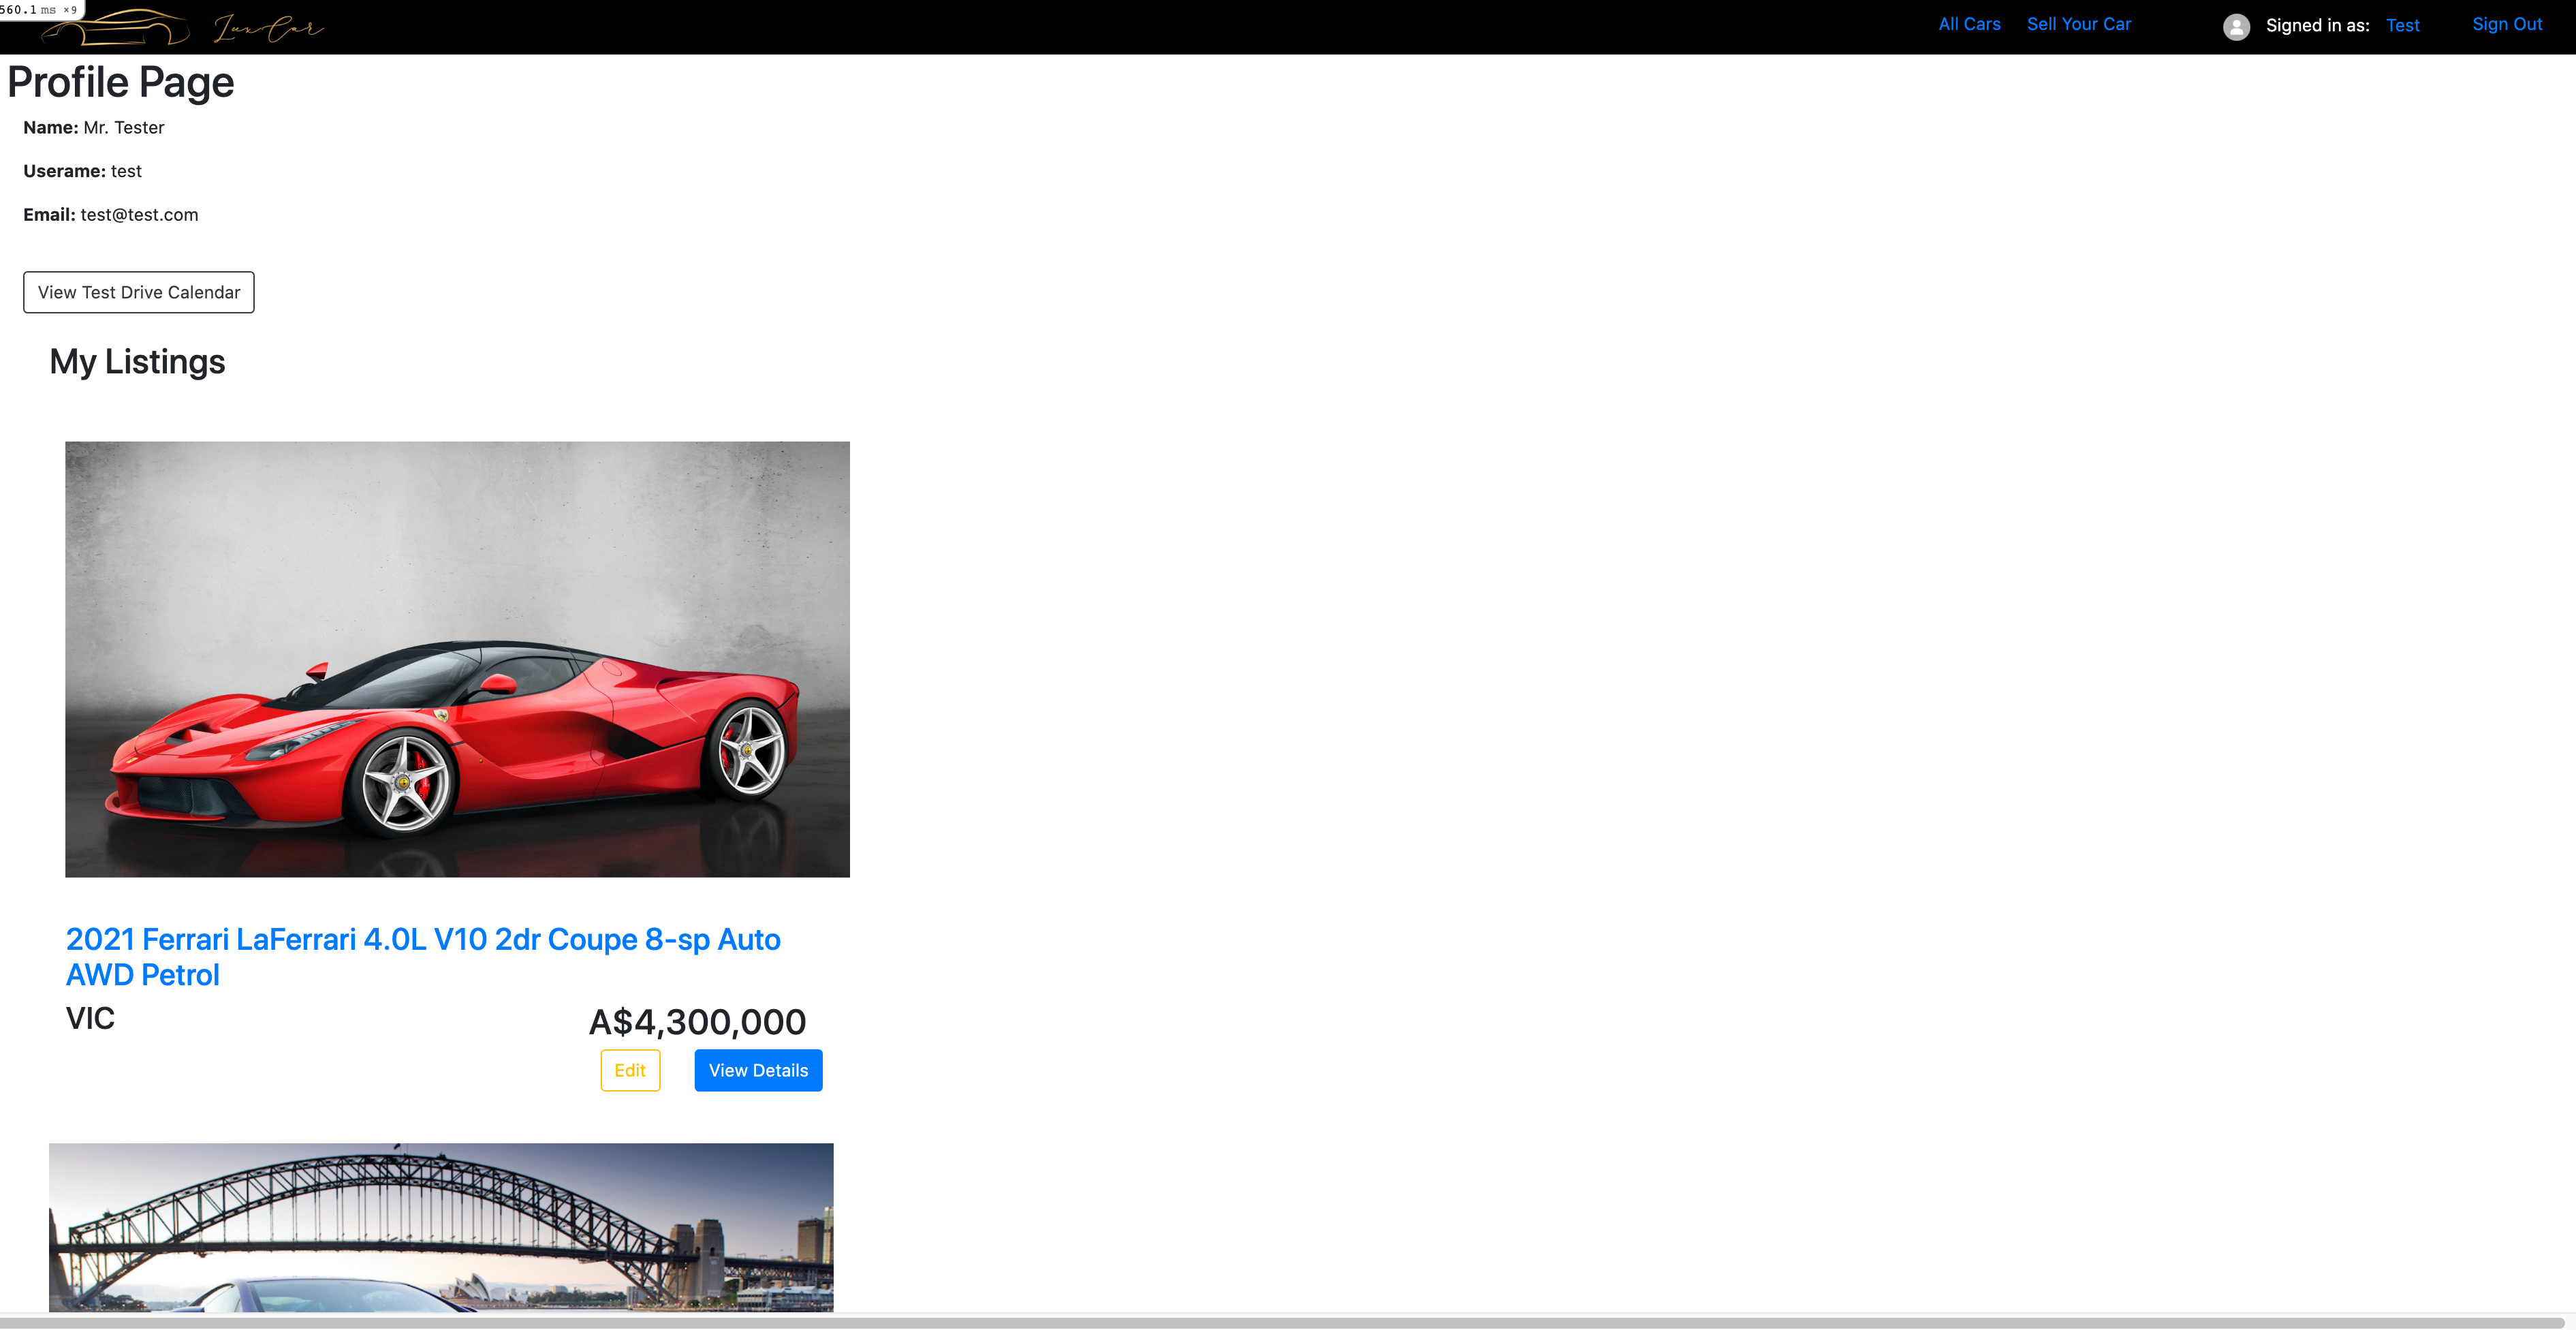 560.1 ms ×9
LuxCar
All Cars Sell Your Car Signed in as: Test Sign Out
Profile Page
Name: Mr. Tester
Userame: test
Email: test@test.com
View Test Drive Calendar
My Listings
2021 Ferrari LaFerrari 4.0L V10 2dr Coupe 8-sp Auto
AWD Petrol
VIC A$4,300,000
Edit View Details